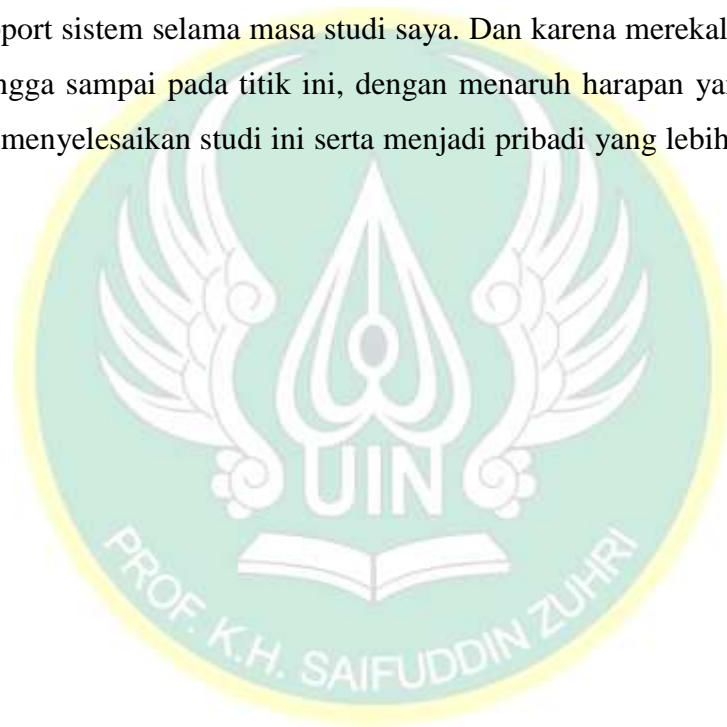 port sistem selama masa studi saya. Dan karena merekal
ngga sampai pada titik ini, dengan menaruh harapan ya
menyelesaikan studi ini serta menjadi pribadi yang lebih
UIN
PROF. K.H. SAIFUDDIN ZUHRI